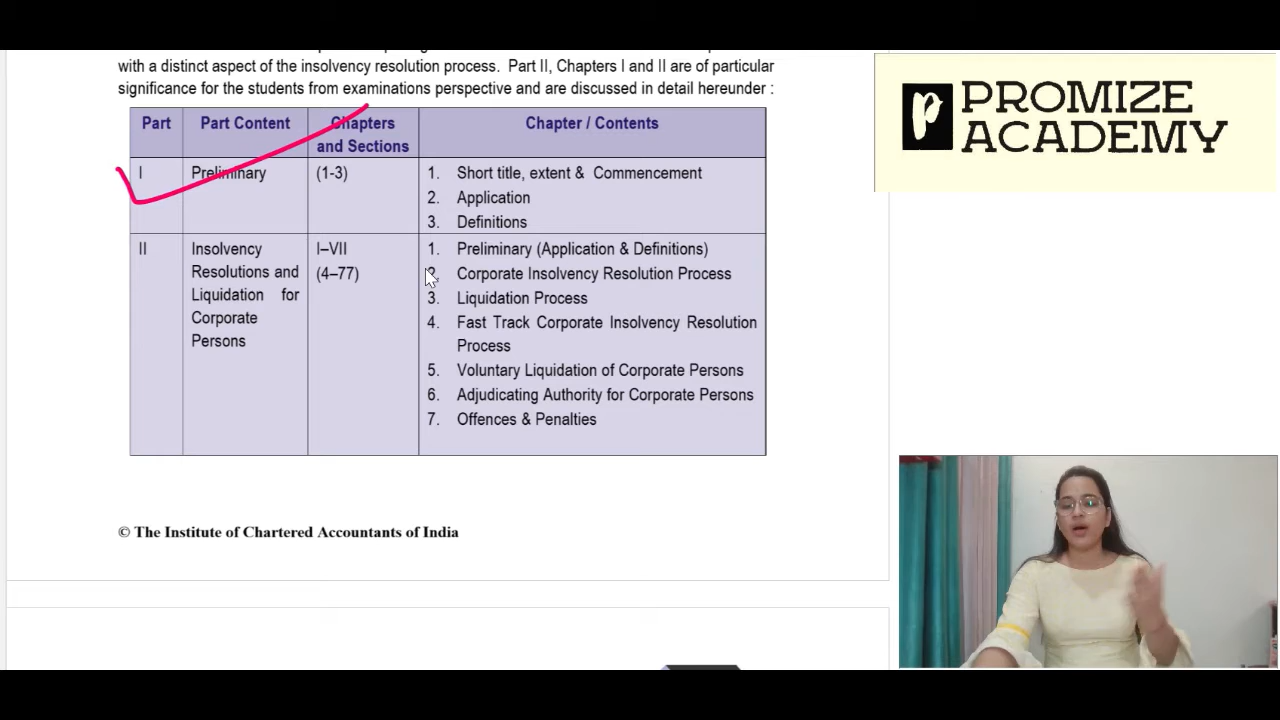 with a distinct aspect of the insolvency resolution process. Part II, Chapters I and II are of particular
significance for the students from examinations perspective and are discussed in detail hereunder :
PROMIZE
ACADEMY
Part Part Content Chapters and Sections Chapter / Contents
I Preliminary (1-3) 1. Short title, extent & Commencement
2. Application
3. Definitions
II Insolvency I–VII 1. Preliminary (Application & Definitions)
Resolutions and (4–77) 2. Corporate Insolvency Resolution Process
Liquidation for 3. Liquidation Process
Corporate 4. Fast Track Corporate Insolvency Resolution
Persons Process
5. Voluntary Liquidation of Corporate Persons
6. Adjudicating Authority for Corporate Persons
7. Offences & Penalties
© The Institute of Chartered Accountants of India